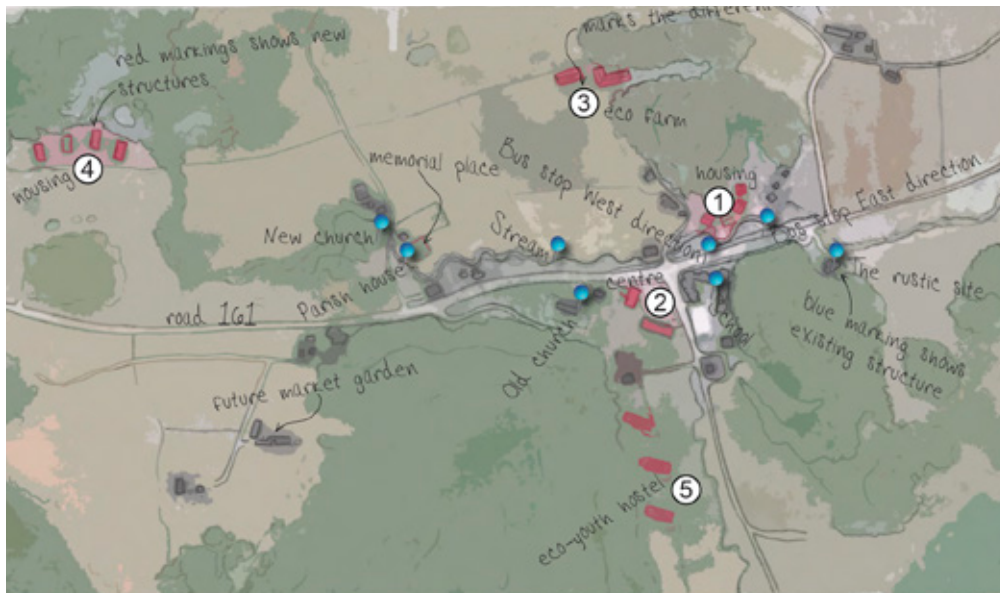 marks the different
red markings shows new
structures
③
eco farm
Bus stop West direction
housing
①
Bus stop East direction
housing
④
memorial place
New church
Stream
Parish house
road 161
centre
②
The rustic site
School
blue marking shows
existing structure
Old church
future market garden
eco-youth hostel
⑤